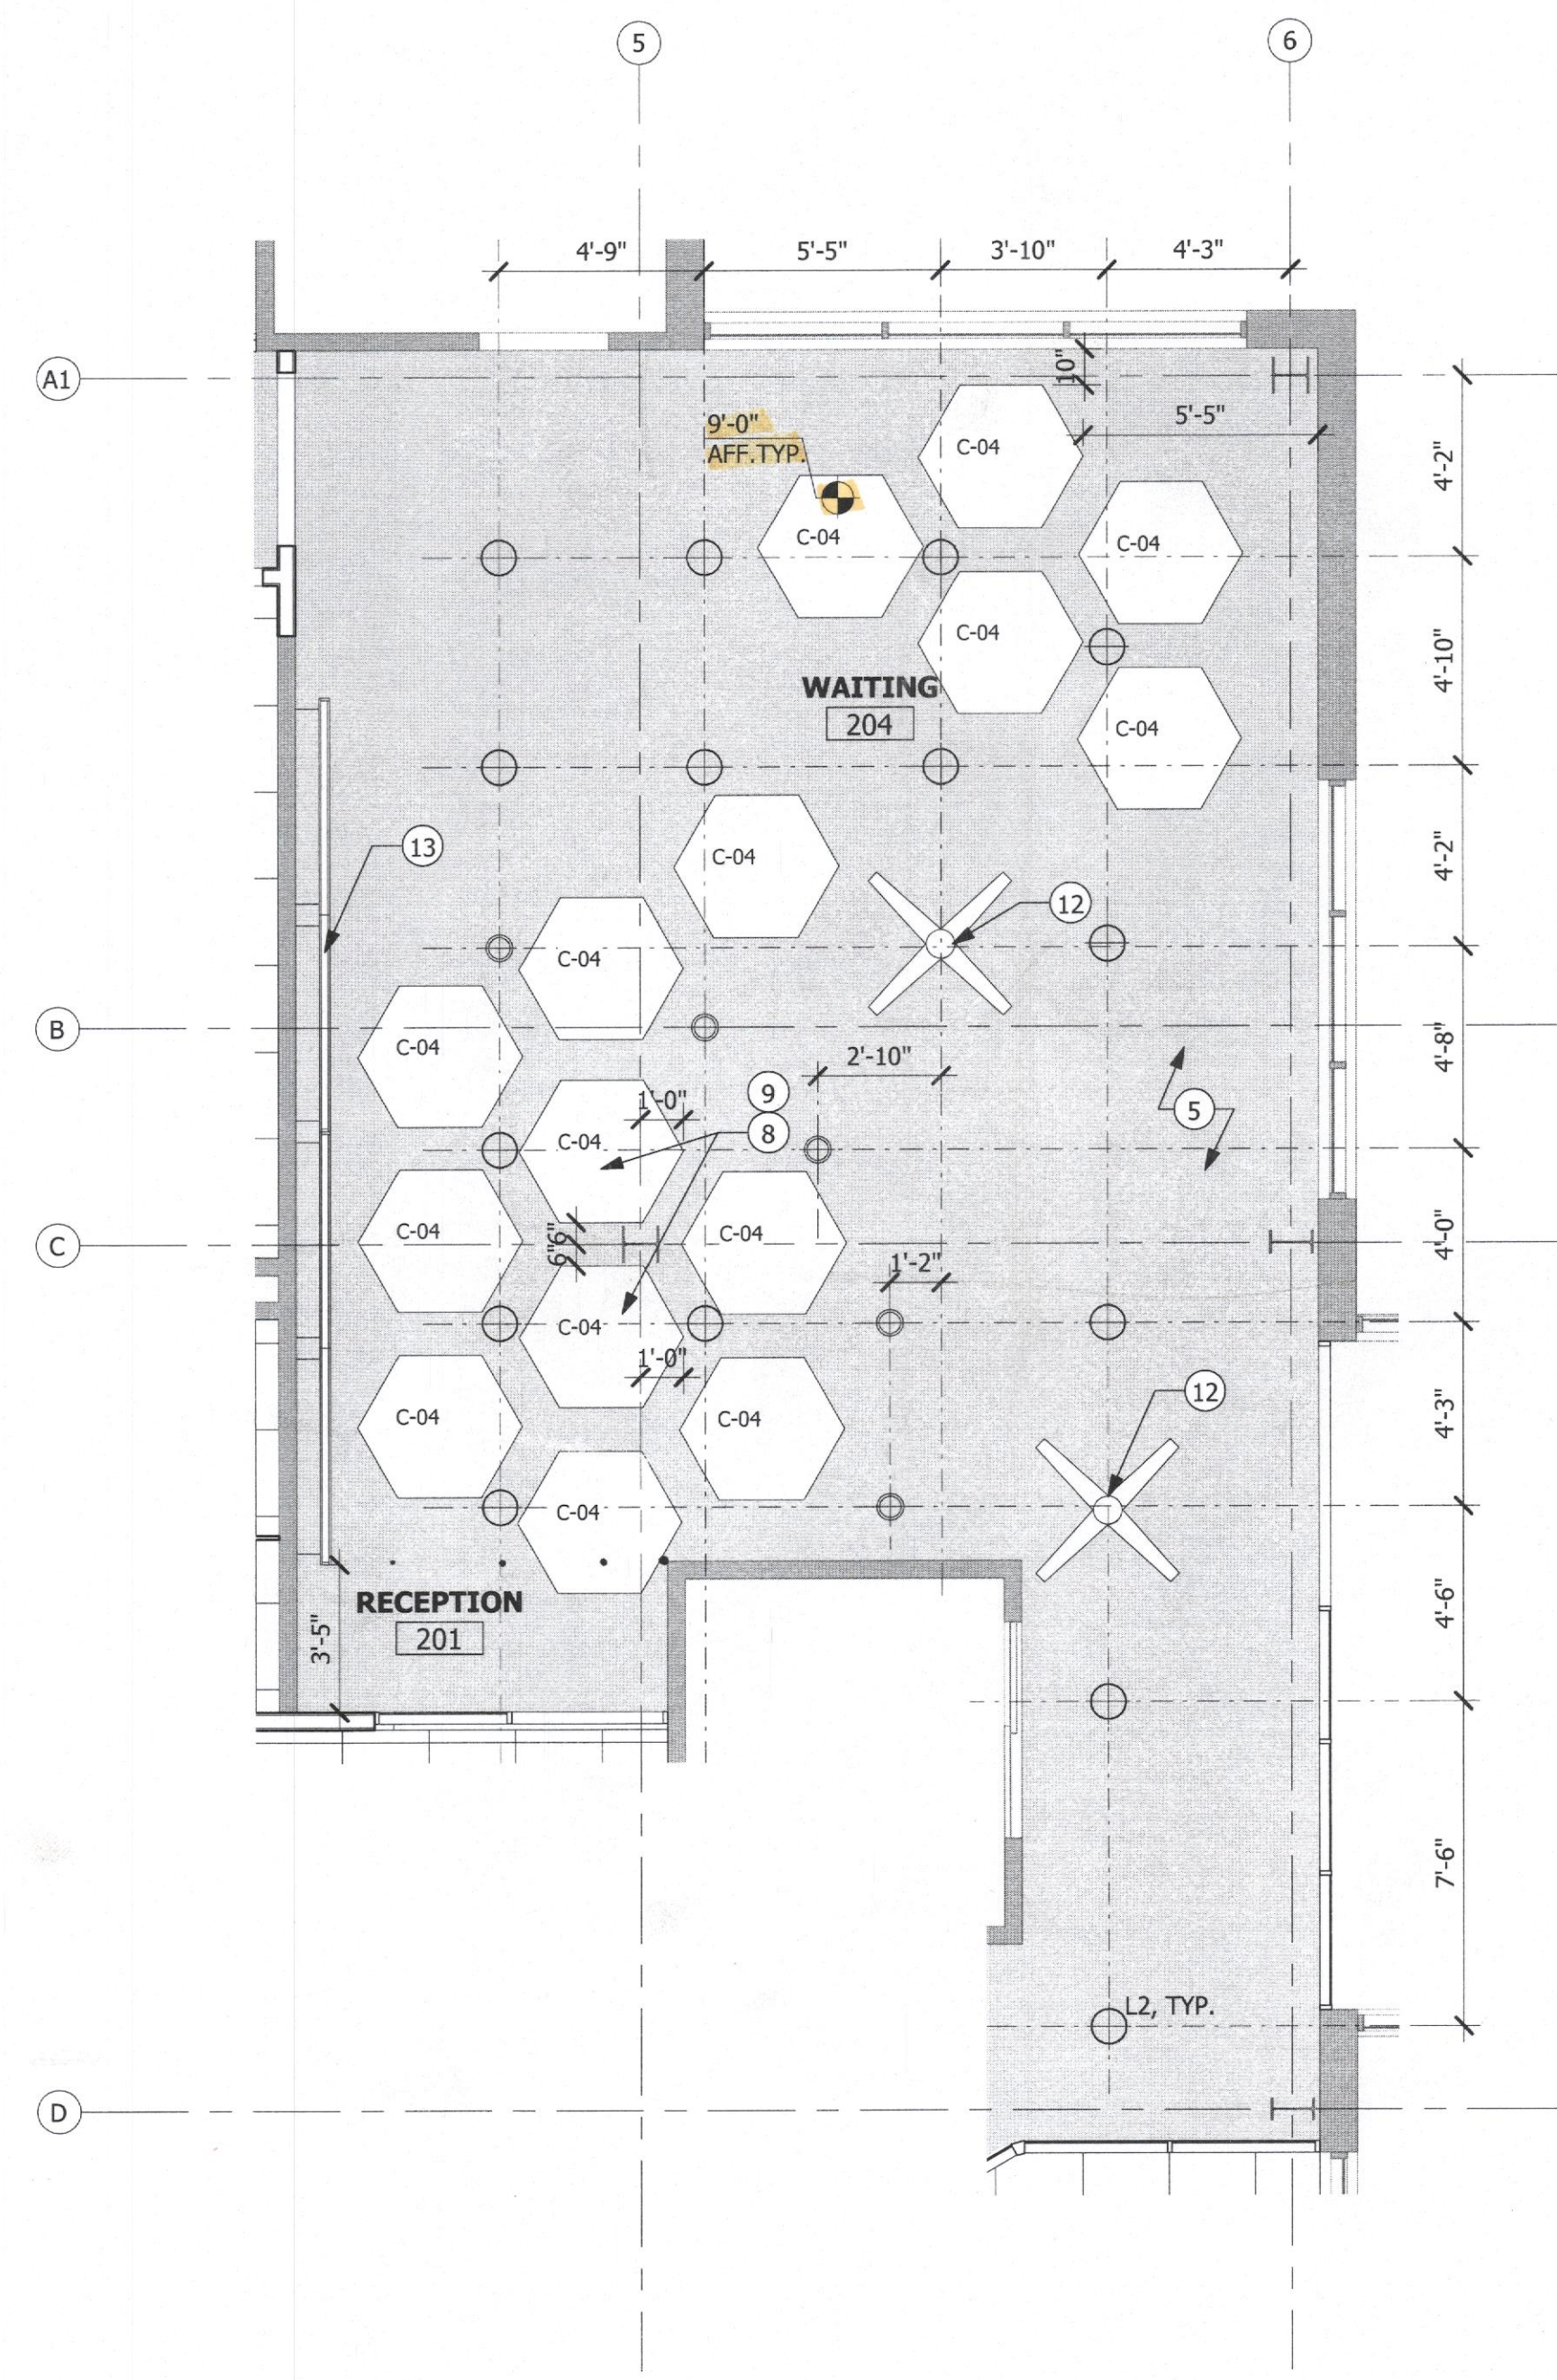 5
6
4'-9"
5'-5"
3'-10"
4'-3"
A1
10"
5'-5"
9'-0"
AFF.TYP.
C-04
C-04
C-04
4'-2"
C-04
WAITING
204
C-04
4'-10"
13
C-04
4'-2"
12
C-04
B
C-04
2'-10"
4'-8"
9
1'-0"
5
8
C-04
C
C-04
6"
6"
C-04
4'-0"
1'-2"
C-04
1'-0"
12
C-04
C-04
4'-3"
C-04
RECEPTION
201
3'-5"
4'-6"
7'-6"
L2, TYP.
D